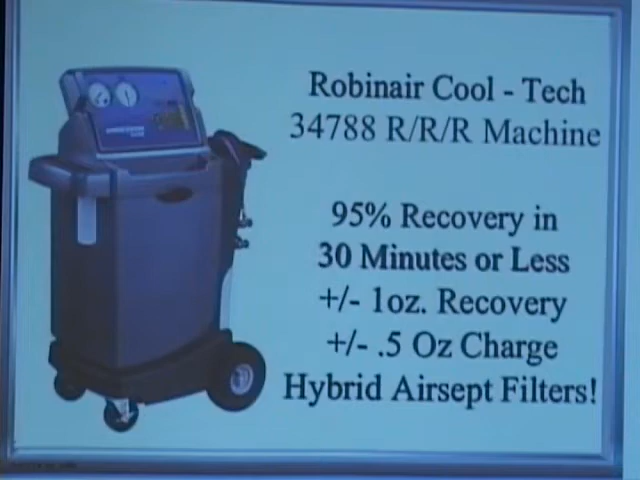 Robinair Cool - Tech
34788 R/R/R Machine
95% Recovery in
30 Minutes or Less
+/- 1oz. Recovery
+/- .5 Oz Charge
Hybrid Airsept Filters!